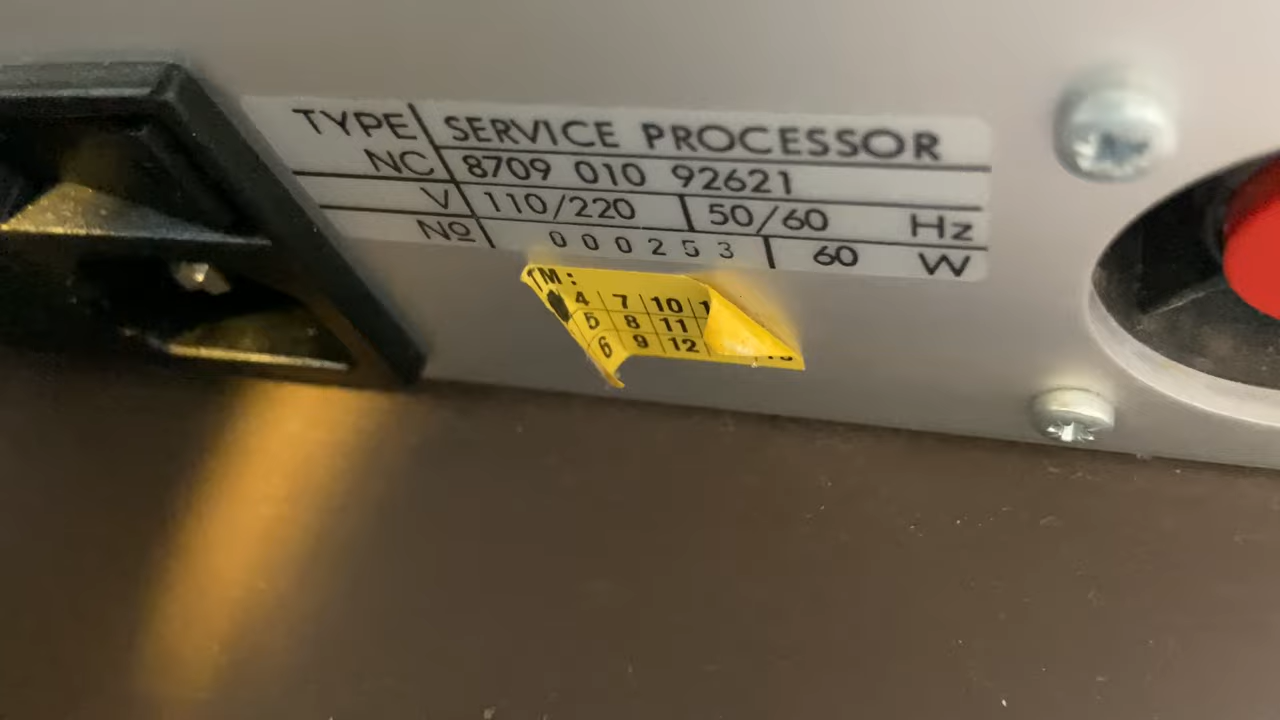 TYPE SERVICE PROCESSOR
NC 8709 010 92621
V 110/220 50/60 Hz
Nº 000253 60 W
TM:
4 7 10
5 8 11
6 9 12